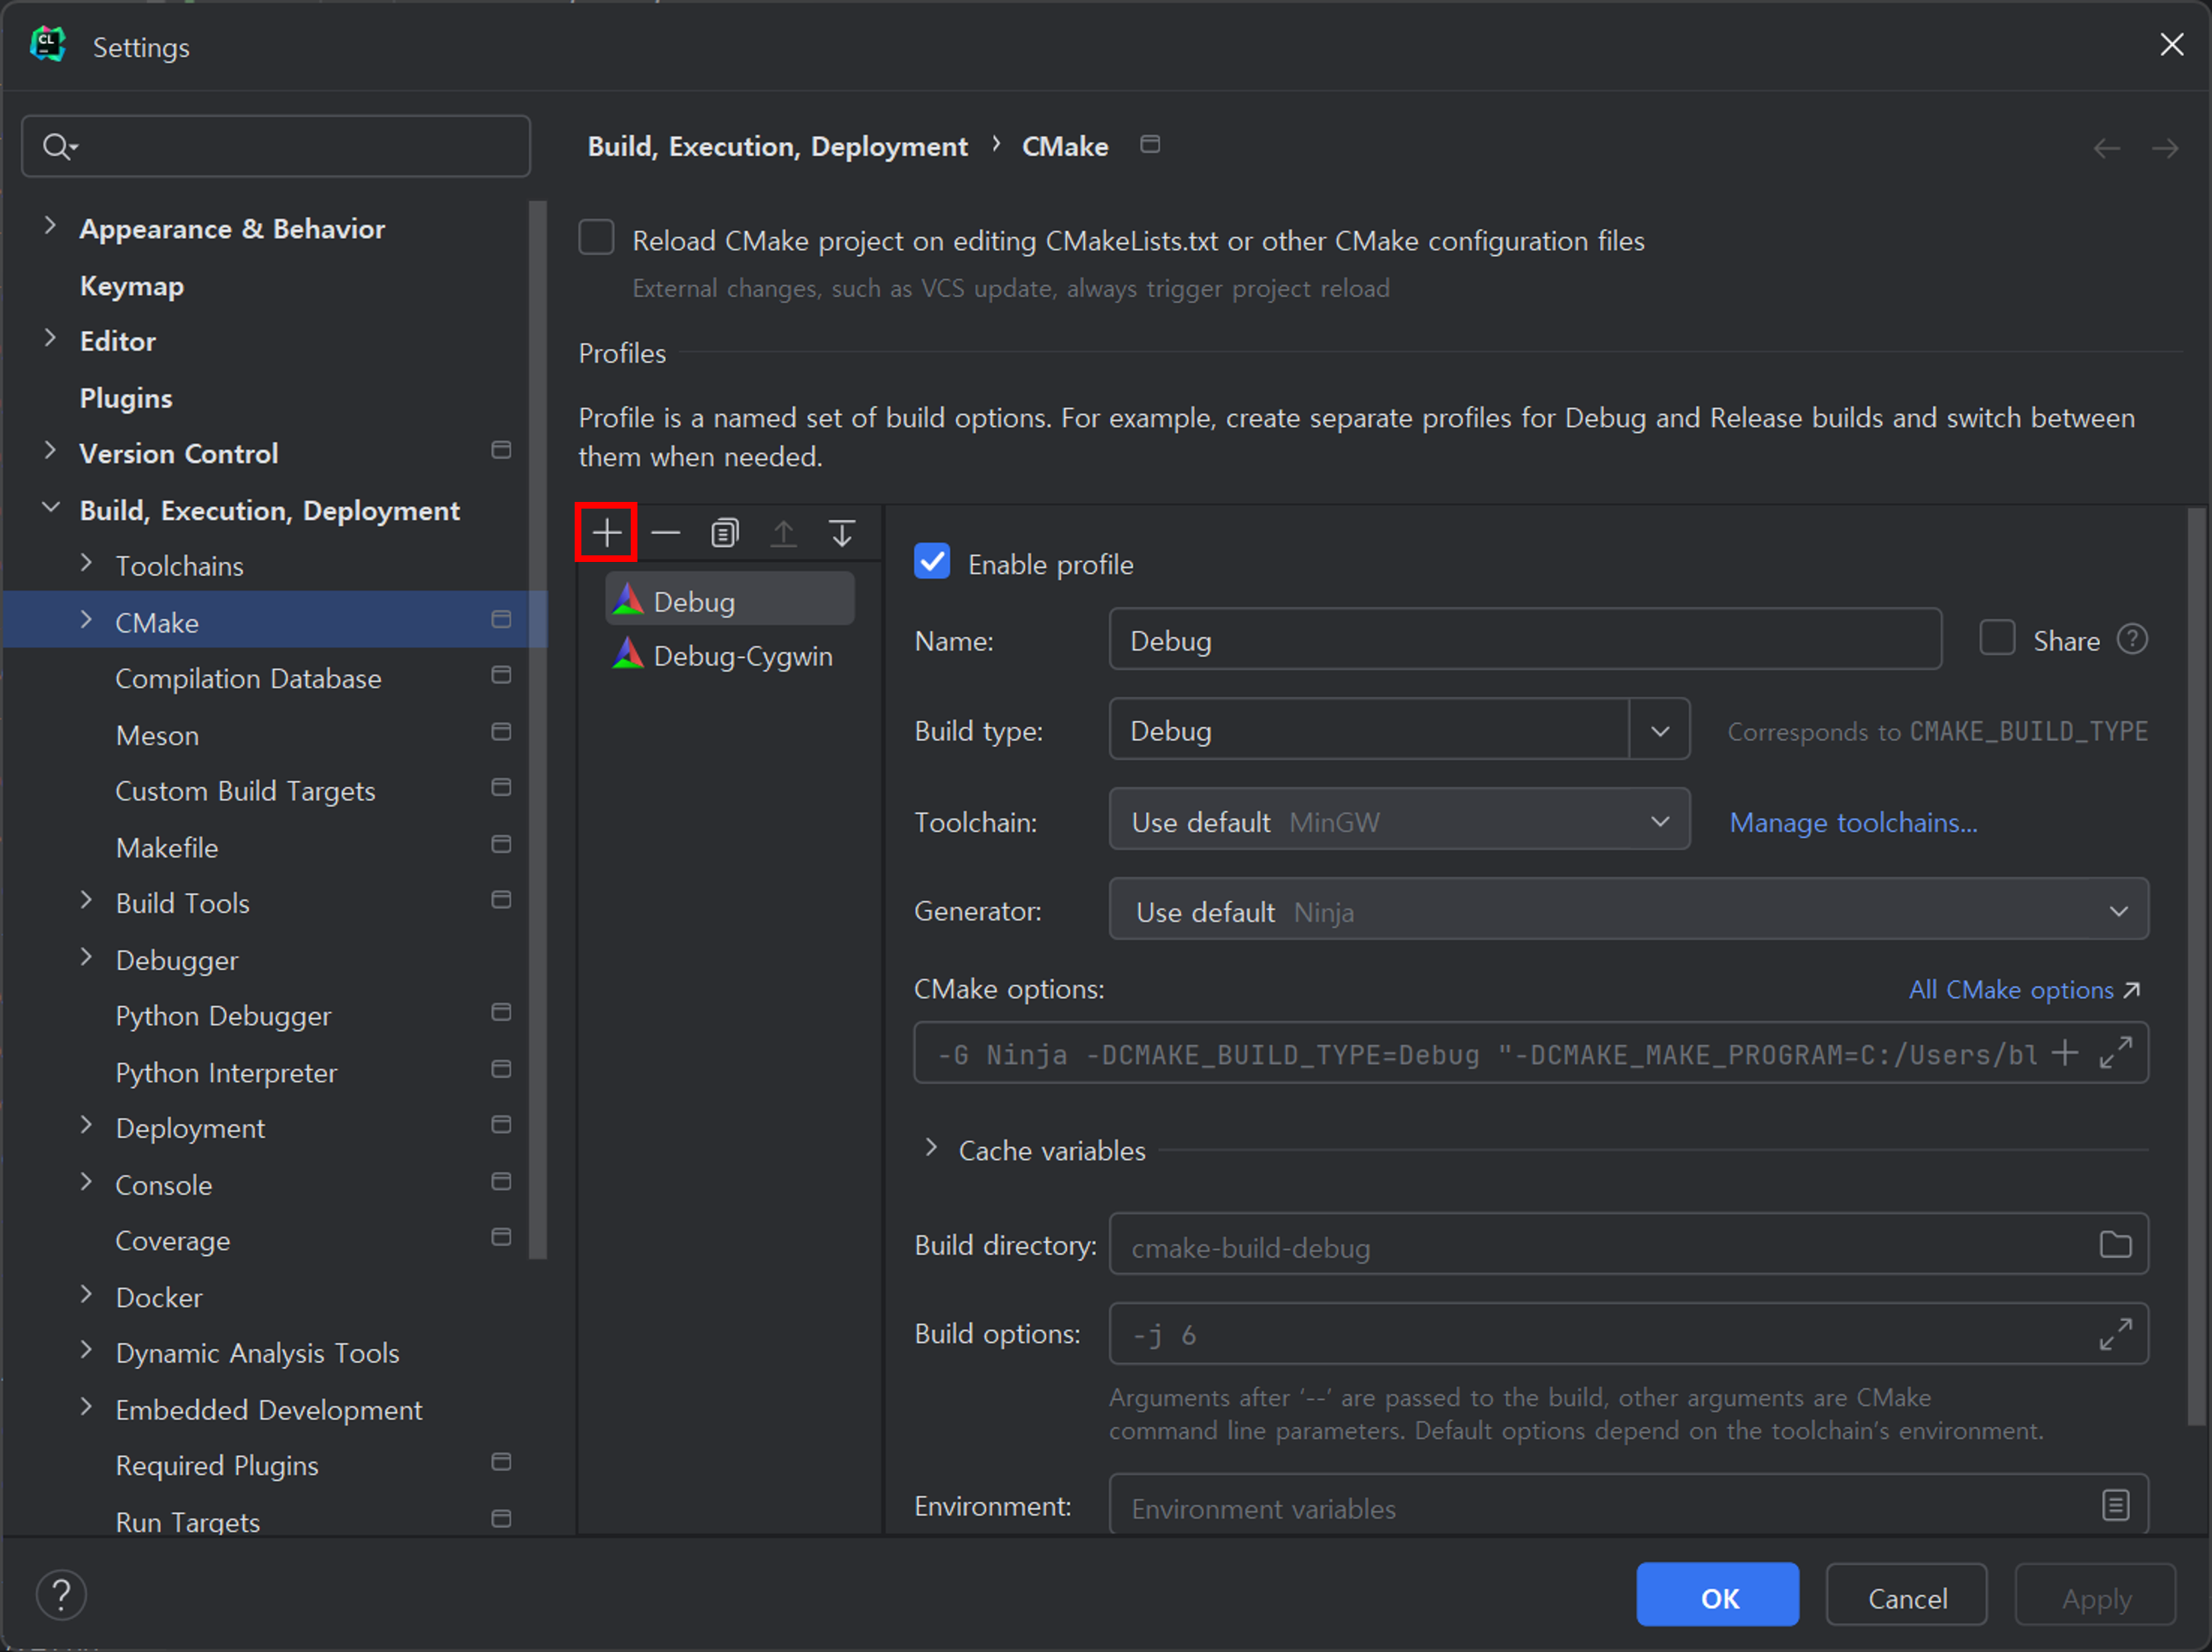 CL
Settings
Build, Execution, Deployment › CMake
Appearance & Behavior
Keymap
Editor
Plugins
Version Control
Build, Execution, Deployment
Toolchains
CMake
Compilation Database
Meson
Custom Build Targets
Makefile
Build Tools
Debugger
Python Debugger
Python Interpreter
Deployment
Console
Coverage
Docker
Dynamic Analysis Tools
Embedded Development
Required Plugins
Run Targets
Reload CMake project on editing CMakeLists.txt or other CMake configuration files
External changes, such as VCS update, always trigger project reload
Profiles
Profile is a named set of build options. For example, create separate profiles for Debug and Release builds and switch between
them when needed.
Debug
Debug-Cygwin
Enable profile
Name: Debug Share ?
Build type: Debug Corresponds to CMAKE_BUILD_TYPE
Toolchain: Use default MinGW Manage toolchains...
Generator: Use default Ninja
CMake options: All CMake options
-G Ninja -DCMAKE_BUILD_TYPE=Debug "-DCMAKE_MAKE_PROGRAM=C:/Users/bl
Cache variables
Build directory: cmake-build-debug
Build options: -j 6
Arguments after ‘--’ are passed to the build, other arguments are CMake
command line parameters. Default options depend on the toolchain’s environment.
Environment: Environment variables
? OK Cancel Apply